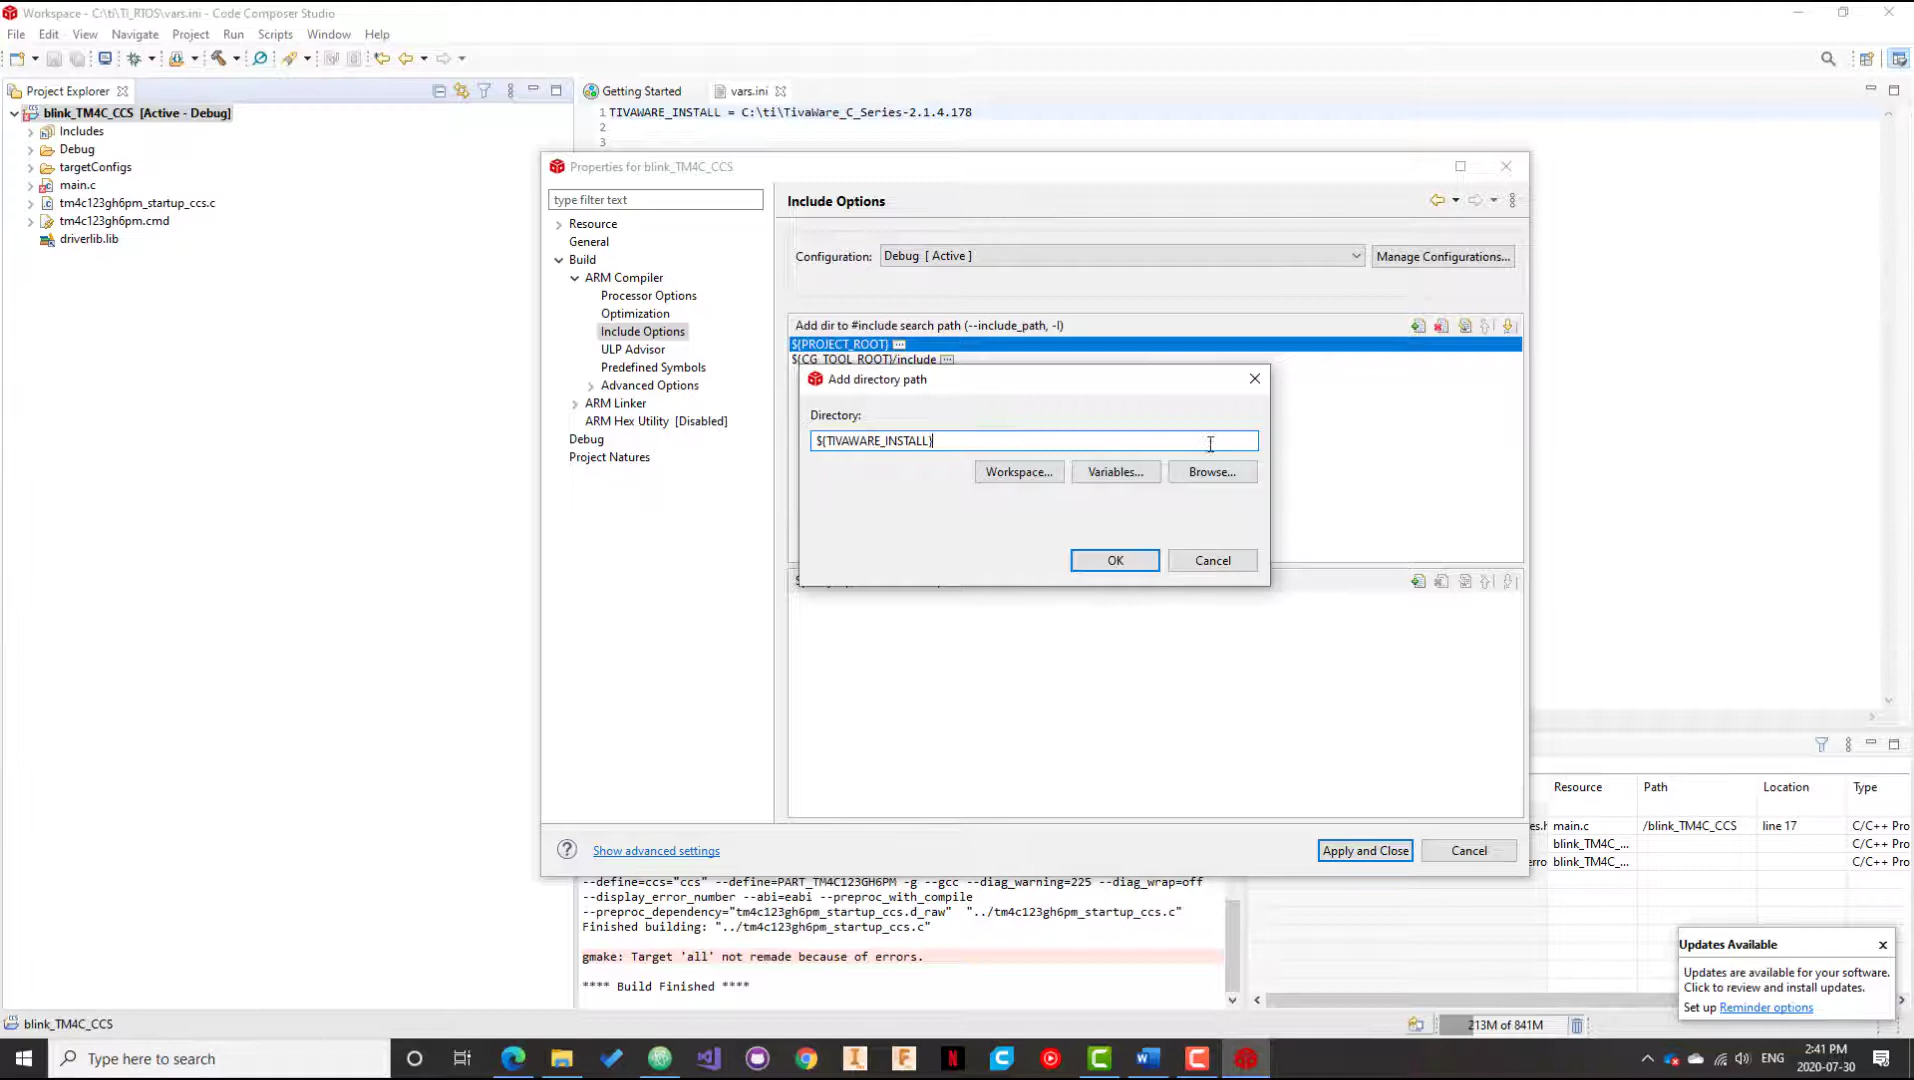 Workspace - C:\ti\TI_RTOS\vars.ini - Code Composer Studio
File Edit View Navigate Project Run Scripts Window Help
Project Explorer
Getting Started
vars.ini
blink_TM4C_CCS [Active - Debug]
Includes
Debug
targetConfigs
main.c
tm4c123gh6pm_startup_ccs.c
tm4c123gh6pm.cmd
driverlib.lib
1 TIVAWARE_INSTALL = C:\ti\TivaWare_C_Series-2.1.4.178
2
3
Properties for blink_TM4C_CCS
type filter text
Resource
General
Build
ARM Compiler
Processor Options
Optimization
Include Options
ULP Advisor
Predefined Symbols
Advanced Options
ARM Linker
ARM Hex Utility [Disabled]
Debug
Project Natures
Include Options
Configuration: Debug [ Active ] Manage Configurations...
Add dir to #include search path (--include_path, -I)
${PROJECT_ROOT}
${CG_TOOL_ROOT}/include
Add directory path
Directory:
${TIVAWARE_INSTALL}
Workspace... Variables... Browse...
OK Cancel
Show advanced settings
Apply and Close Cancel
Resource Path Location Type
es.h main.c /blink_TM4C_CCS line 17 C/C++ Pro
blink_TM4C_... C/C++ Pro
erro blink_TM4C_... C/C++ Pro
--define=ccs="ccs" --define=PART_TM4C123GH6PM -g --gcc --diag_warning=225 --diag_wrap=off
--display_error_number --abi=eabi --preproc_with_compile
--preproc_dependency="tm4c123gh6pm_startup_ccs.d_raw" "../tm4c123gh6pm_startup_ccs.c"
Finished building: "../tm4c123gh6pm_startup_ccs.c"
gmake: Target 'all' not remade because of errors.
**** Build Finished ****
Updates Available
Updates are available for your software.
Click to review and install updates.
Set up Reminder options
blink_TM4C_CCS
213M of 841M
Type here to search
ENG
2:41 PM
2020-07-30